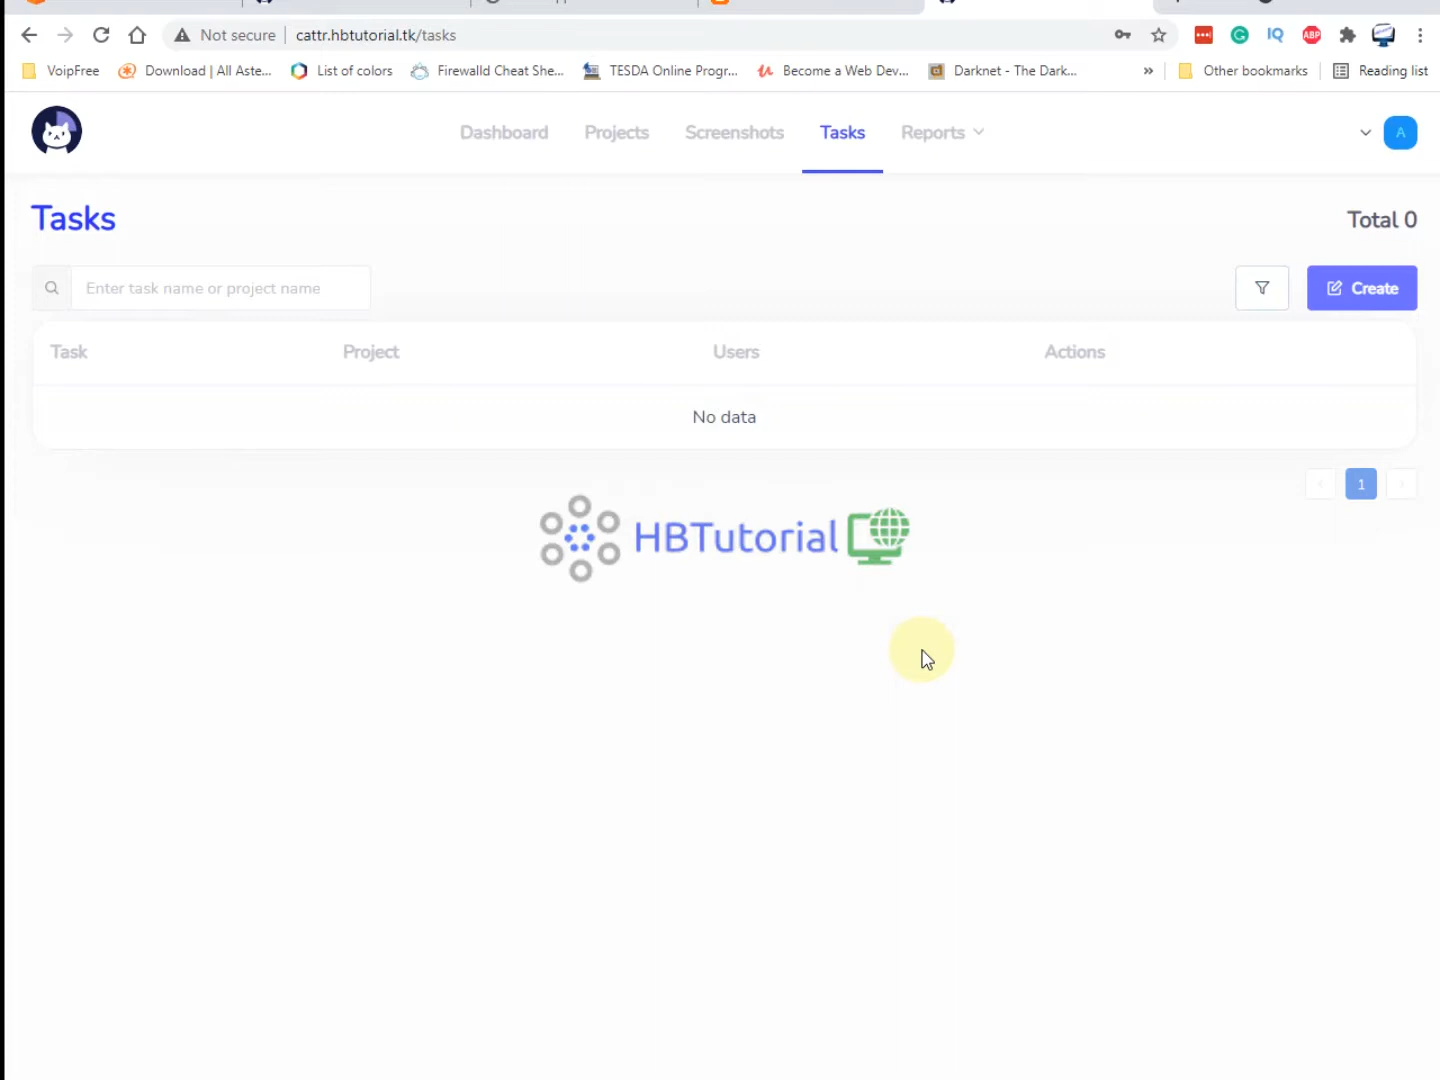 Not secure cattr.hbtutorial.tk/tasks
VoipFree Download | All Aste... List of colors Firewalld Cheat She... TESDA Online Progr... Become a Web Dev... Darknet - The Dark... » Other bookmarks Reading list
Dashboard Projects Screenshots Tasks Reports A
Tasks Total 0
Enter task name or project name Create
Task Project Users Actions
No data
1
HBTutorial